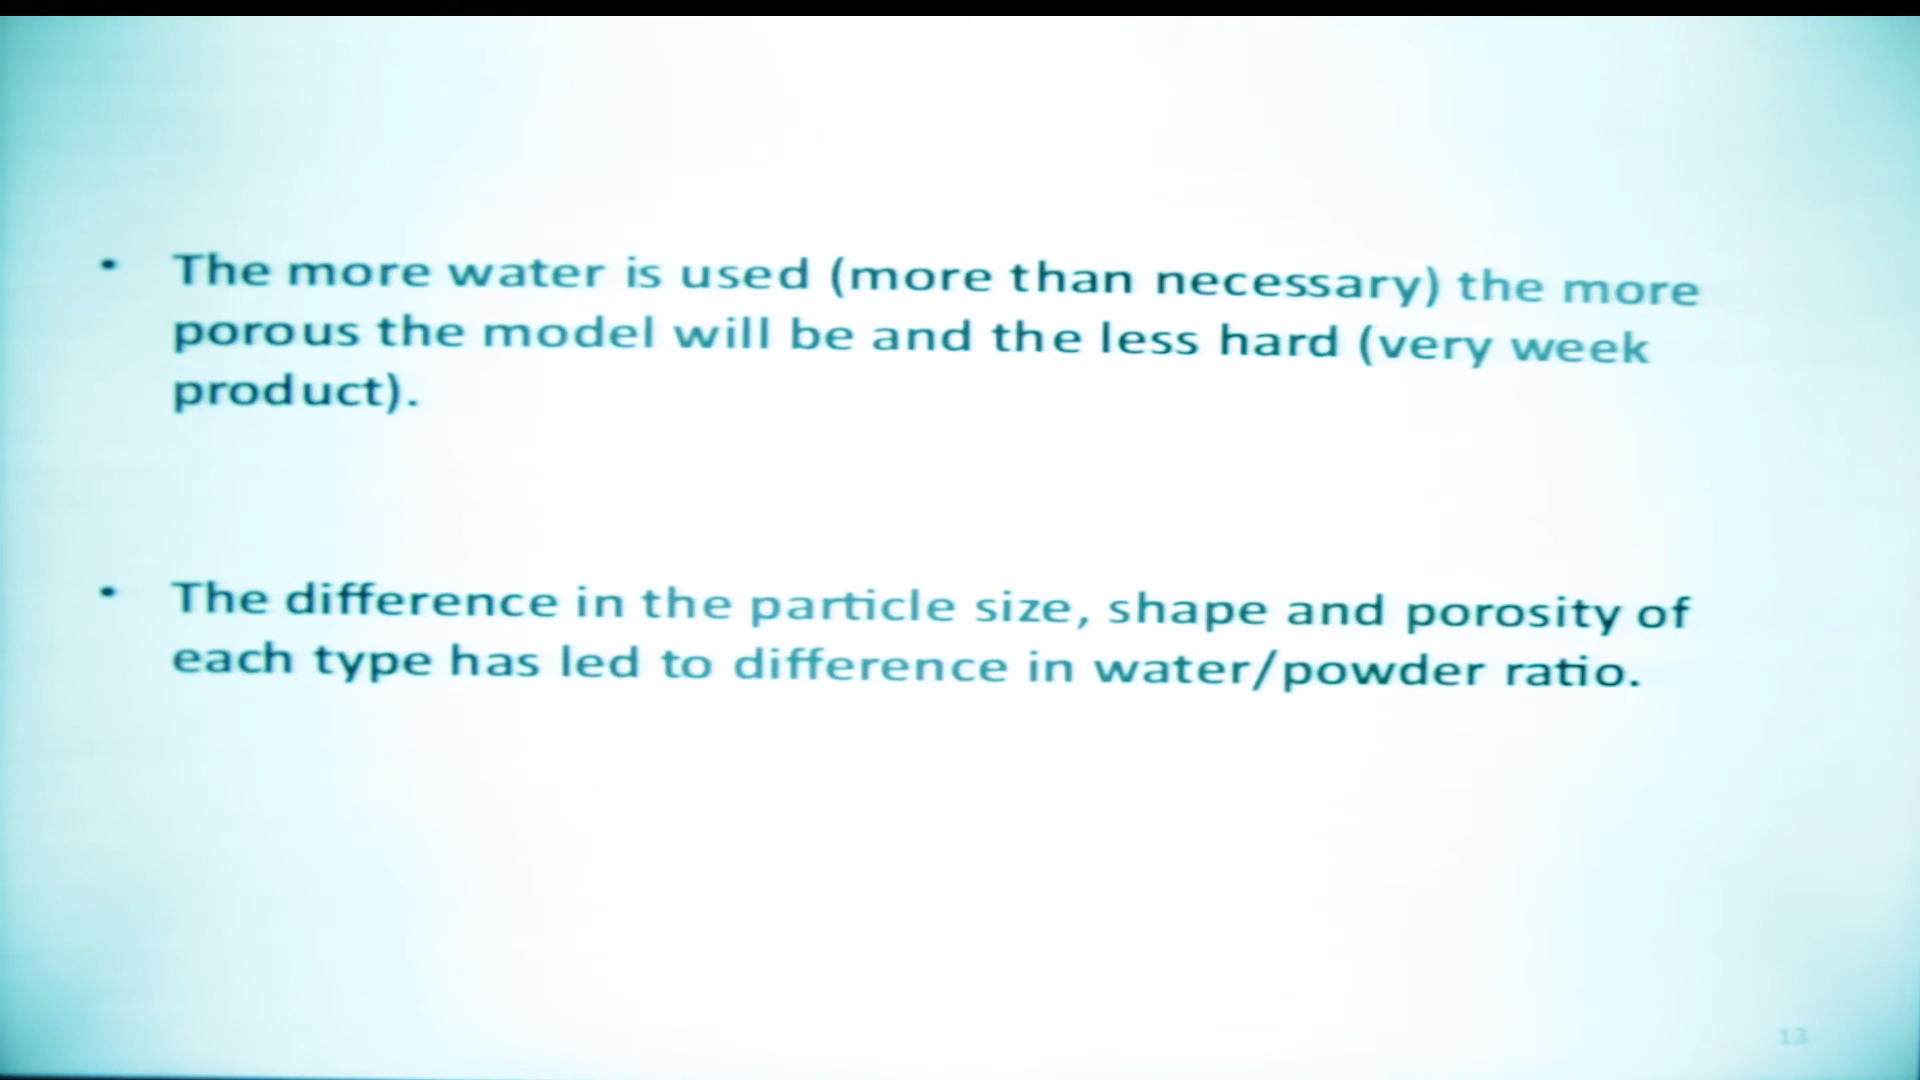 • The more water is used (more than necessary) the more
porous the model will be and the less hard (very week
product).
• The difference in the particle size, shape and porosity of
each type has led to difference in water/powder ratio.
13